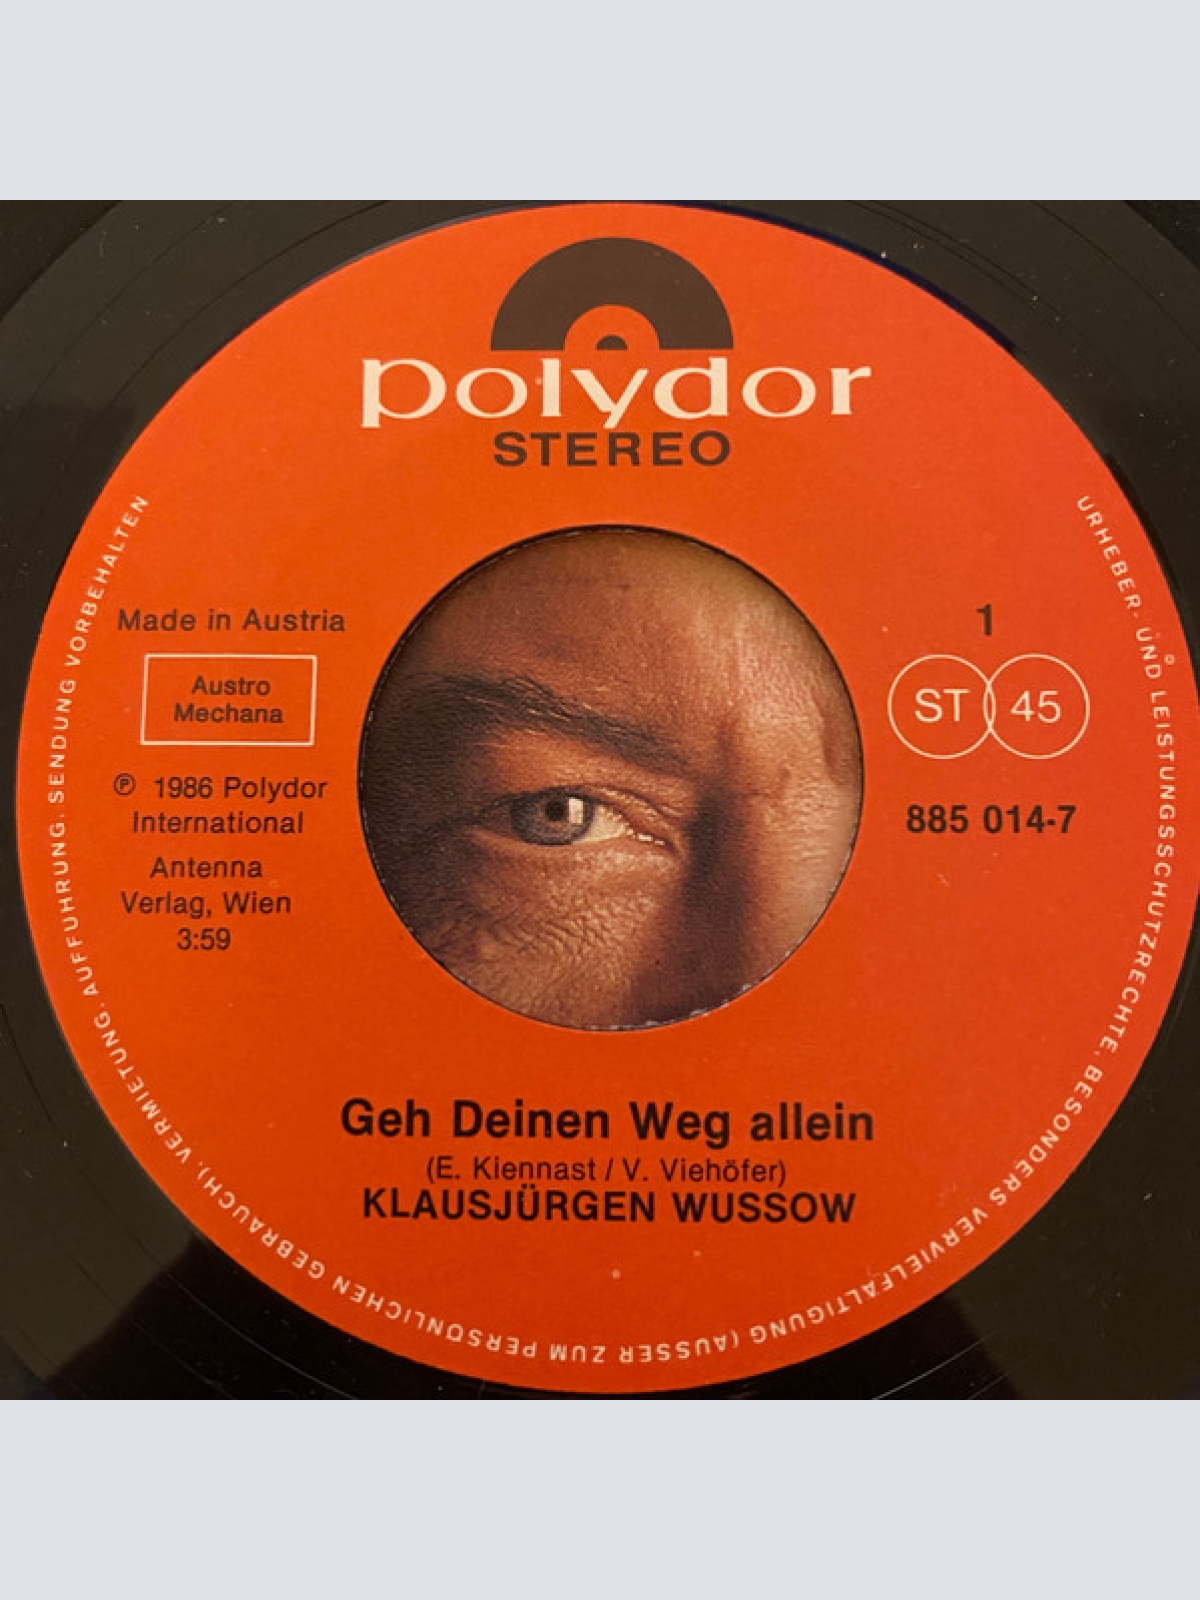 polydor
STEREO
Made in Austria
Austro
Mechana
℗ 1986 Polydor
International
Antenna
Verlag, Wien
3:59
1
ST 45
885 014-7
Geh Deinen Weg allein
(E. Kiennast / V. Viehöfer)
KLAUSJÜRGEN WUSSOW
URHEBER- UND LEISTUNGSSCHUTZRECHTE, BESONDERS VERVIELFÄLTIGUNG (AUSSER ZUM PERSÖNLICHEN GEBRAUCH), VERMIETUNG, AUFFÜHRUNG, SENDUNG VORBEHALTEN